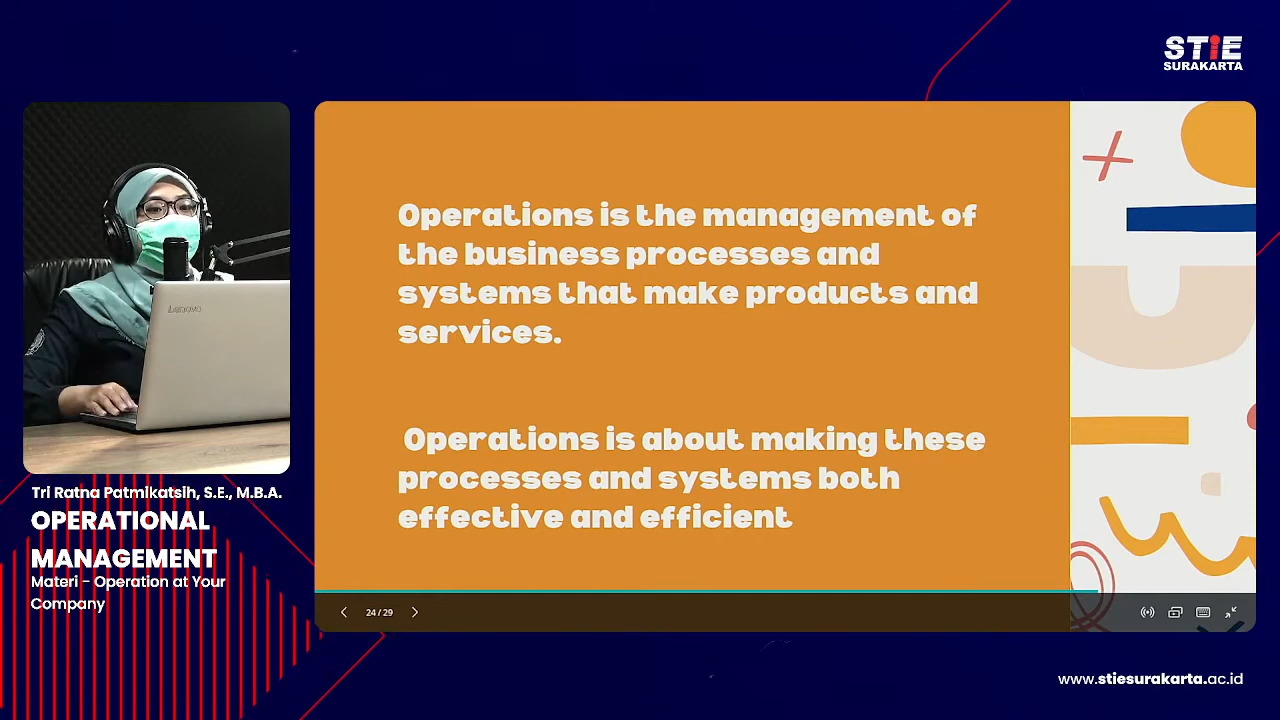 STiE
SURAKARTA
Lenovo
Operations is the management of
the business processes and
systems that make products and
services.
Operations is about making these
processes and systems both
effective and efficient
24 / 29
Tri Ratna Patmikatsih, S.E., M.B.A.
OPERATIONAL
MANAGEMENT
Materi - Operation at Your
Company
www.stiesurakarta.ac.id